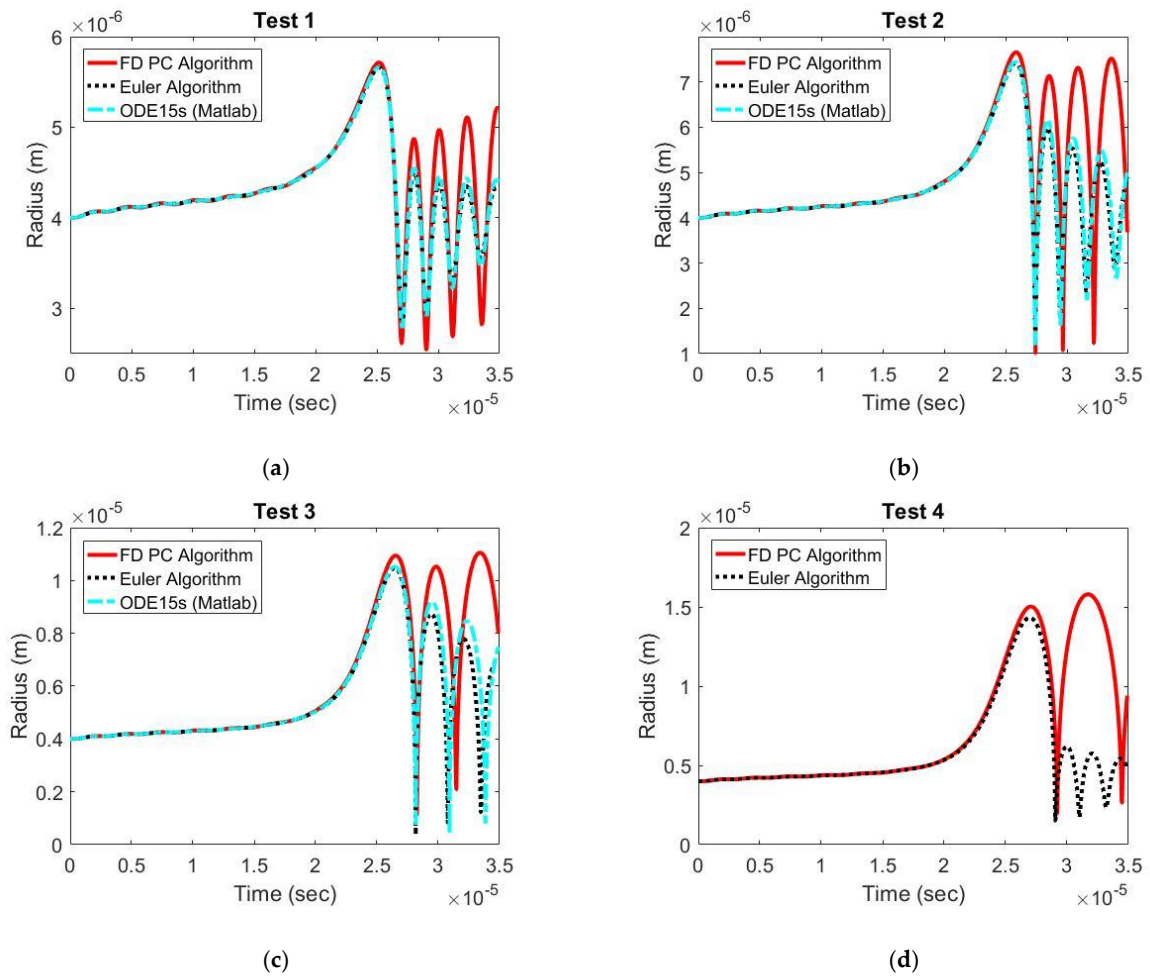 Test 1
×10⁻⁶
FD PC Algorithm
Euler Algorithm
ODE15s (Matlab)
6
5
4
3
Radius (m)
0 0.5 1 1.5 2 2.5 3 3.5
Time (sec)
×10⁻⁵
(a)
Test 2
×10⁻⁶
FD PC Algorithm
Euler Algorithm
ODE15s (Matlab)
7
6
5
4
3
2
1
Radius (m)
0 0.5 1 1.5 2 2.5 3 3.5
Time (sec)
×10⁻⁵
(b)
Test 3
×10⁻⁵
FD PC Algorithm
Euler Algorithm
ODE15s (Matlab)
1.2
1
0.8
0.6
0.4
0.2
0
Radius (m)
0 0.5 1 1.5 2 2.5 3 3.5
Time (sec)
×10⁻⁵
(c)
Test 4
×10⁻⁵
FD PC Algorithm
Euler Algorithm
2
1.5
1
0.5
0
Radius (m)
0 0.5 1 1.5 2 2.5 3 3.5
Time (sec)
×10⁻⁵
(d)